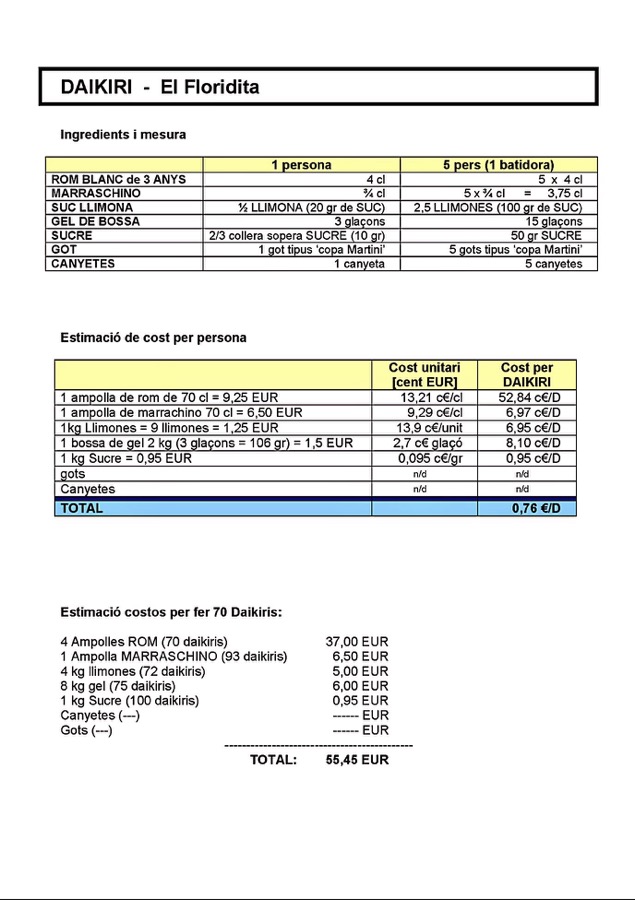 DAIKIRI - El Floridita
Ingredients i mesura
1 persona 5 pers (1 batidora)
ROM BLANC de 3 ANYS 4 cl 5 x 4 cl
MARRASCHINO ¾ cl 5 x ¾ cl = 3,75 cl
SUC LLIMONA ½ LLIMONA (20 gr de SUC) 2,5 LLIMONES (100 gr de SUC)
GEL DE BOSSA 3 glaçons 15 glaçons
SUCRE 2/3 collera sopera SUCRE (10 gr) 50 gr SUCRE
GOT 1 got tipus ‘copa Martini’ 5 gots tipus ‘copa Martini’
CANYETES 1 canyeta 5 canyetes
Estimació de cost per persona
Cost unitari Cost per
[cent EUR] DAIKIRI
1 ampolla de rom de 70 cl = 9,25 EUR 13,21 c€/cl 52,84 c€/D
1 ampolla de marrachino 70 cl = 6,50 EUR 9,29 c€/cl 6,97 c€/D
1kg Llimones = 9 llimones = 1,25 EUR 13,9 c€/unit 6,95 c€/D
1 bossa de gel 2 kg (3 glaçons = 106 gr) = 1,5 EUR 2,7 c€ glaçó 8,10 c€/D
1 kg Sucre = 0,95 EUR 0,095 c€/gr 0,95 c€/D
gots n/d n/d
Canyetes n/d n/d
TOTAL 0,76 €/D
Estimació costos per fer 70 Daikiris:
4 Ampolles ROM (70 daikiris) 37,00 EUR
1 Ampolla MARRASCHINO (93 daikiris) 6,50 EUR
4 kg llimones (72 daikiris) 5,00 EUR
8 kg gel (75 daikiris) 6,00 EUR
1 kg Sucre (100 daikiris) 0,95 EUR
Canyetes (---) ------ EUR
Gots (---) ------ EUR
--------------------------------------------
TOTAL: 55,45 EUR